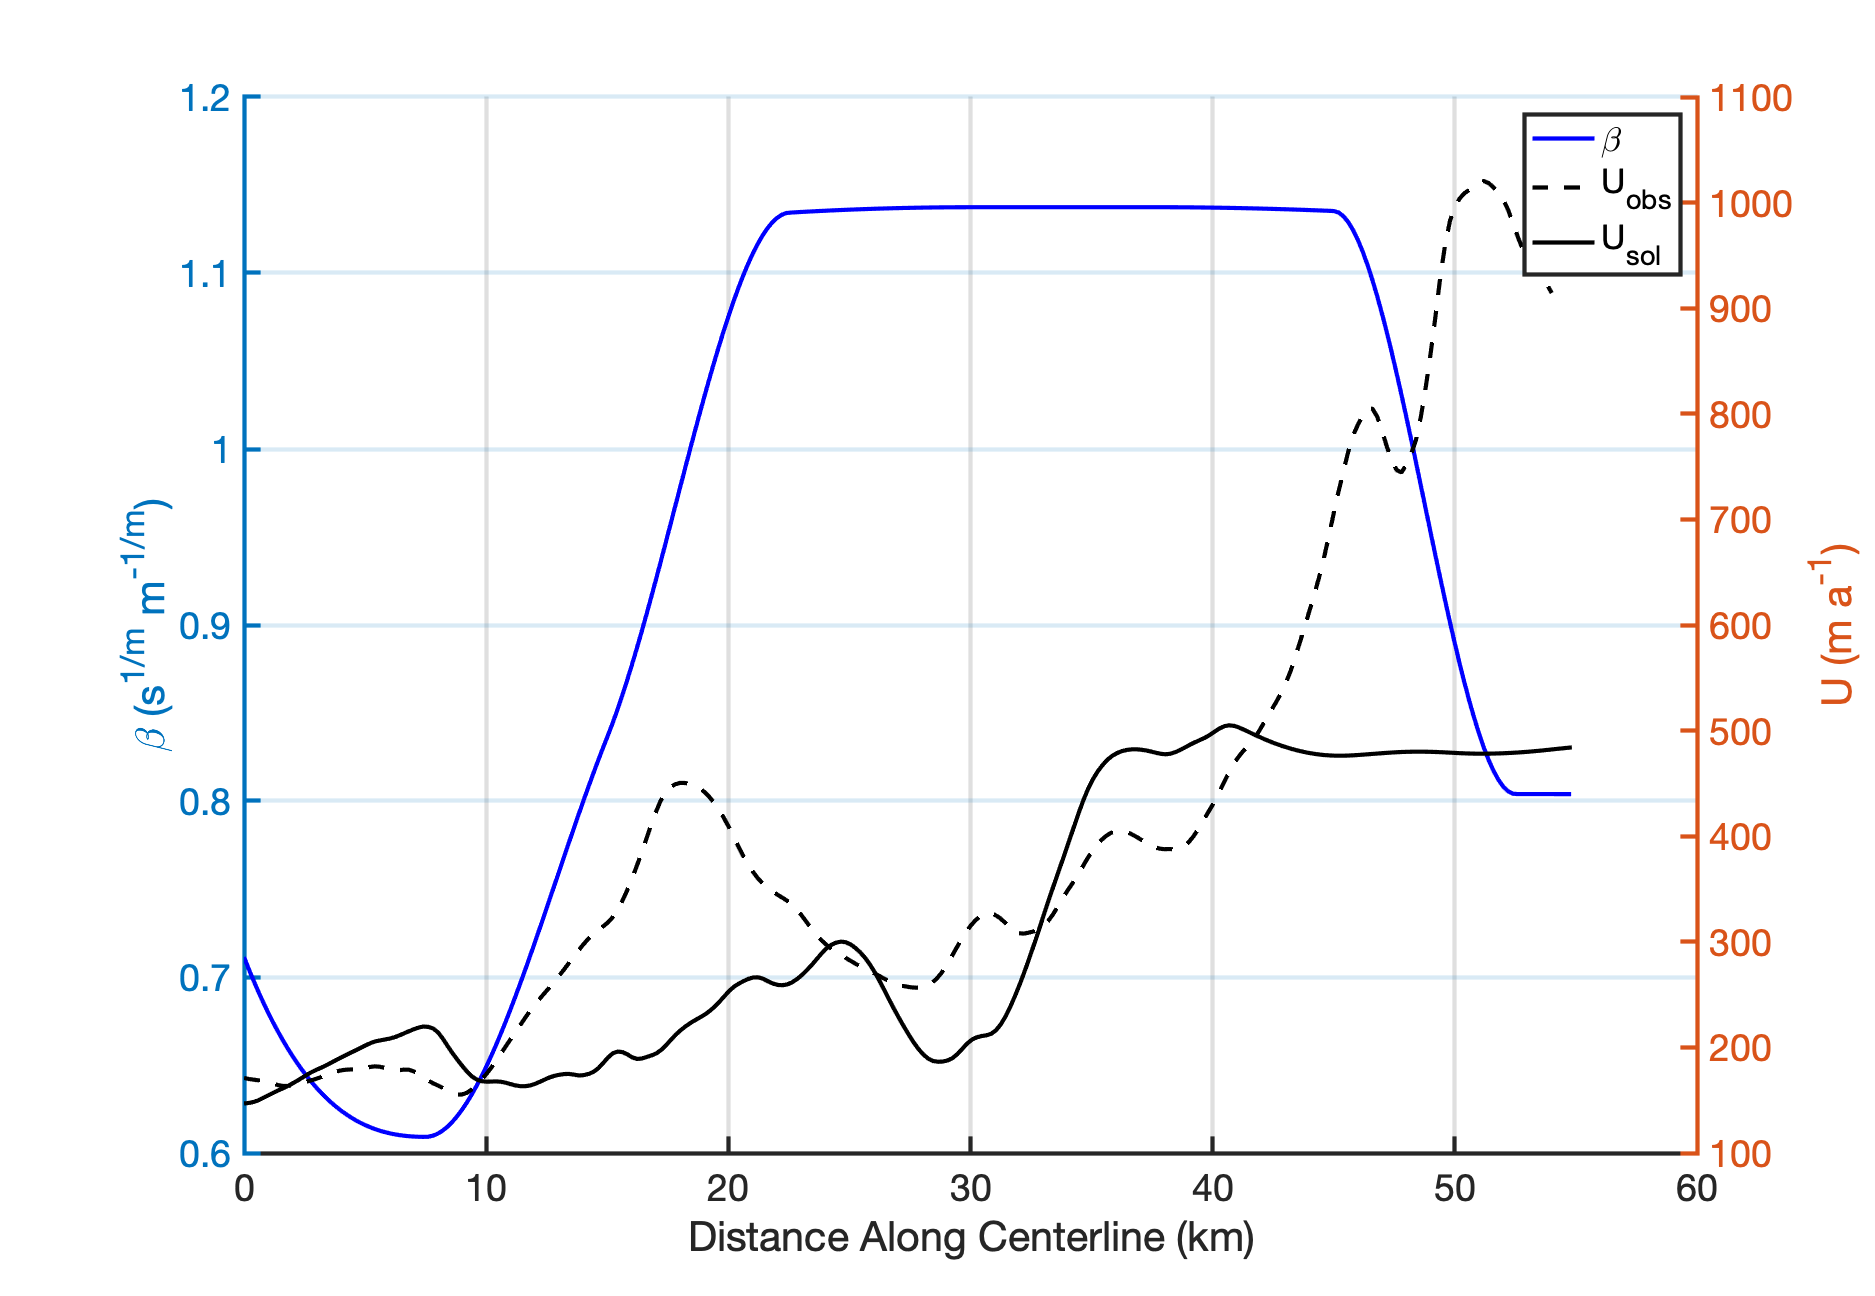 1.2
1.1
1
0.9
0.8
0.7
0.6
β (s^1/m m^-1/m)
1100
1000
900
800
700
600
500
400
300
200
100
U (m a^-1)
β
U_obs
U_sol
0 10 20 30 40 50 60
Distance Along Centerline (km)